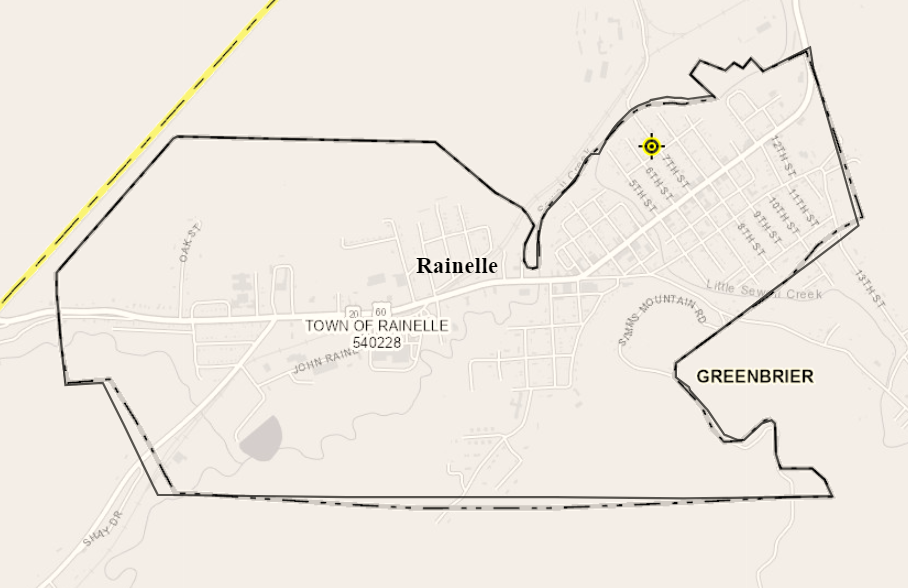 12TH ST
Sewell Creek
7TH ST
6TH ST
5TH ST
11TH ST
10TH ST
9TH ST
8TH ST
OAK ST
Rainelle
13TH ST
Little Sewell Creek
SIMMS MOUNTAIN RD
20
60
TOWN OF RAINELLE
540228
JOHN RAINE
GREENBRIER
SHAY DR